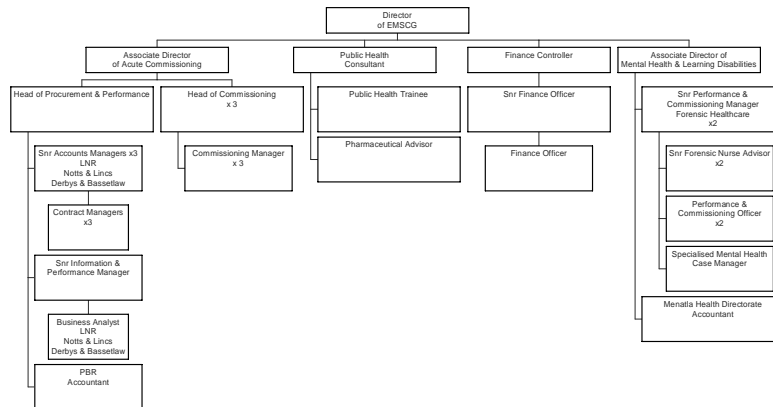 Director
of EMSCG
Associate Director
of Acute Commissioning
Public Health
Consultant
Finance Controller
Associate Director of
Mental Health & Learning Disabilities
Head of Procurement & Performance
Head of Commissioning
x 3
Public Health Trainee
Snr Finance Officer
Snr Performance &
Commissioning Manager
Forensic Healthcare
x2
Snr Accounts Managers x3
LNR
Notts & Lincs
Derbys & Bassetlaw
Commissioning Manager
x 3
Pharmaceutical Advisor
Finance Officer
Snr Forensic Nurse Advisor
x2
Contract Managers
x3
Performance &
Commissioning Officer
x2
Snr Information &
Performance Manager
Specialised Mental Health
Case Manager
Business Analyst
LNR
Notts & Lincs
Derbys & Bassetlaw
Menatla Health Directorate
Accountant
PBR
Accountant